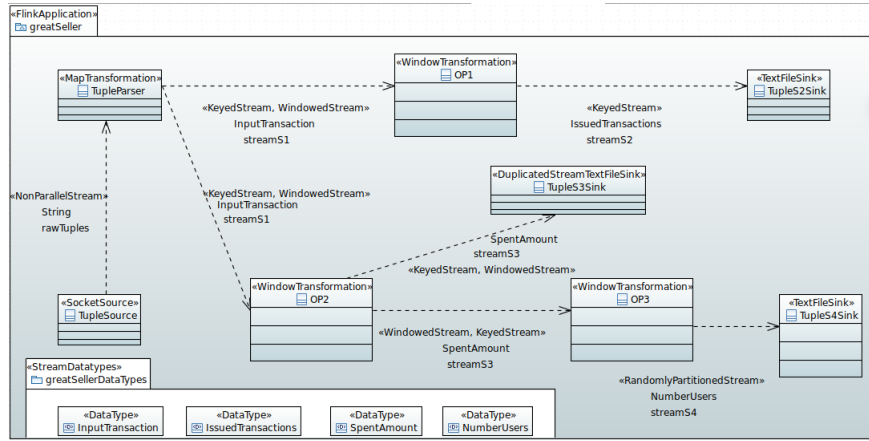 «FlinkApplication»
greatSeller
«MapTransformation»
TupleParser
«WindowTransformation»
OP1
«TextFileSink»
TupleS2Sink
«KeyedStream, WindowedStream»
InputTransaction
streamS1
«KeyedStream»
IssuedTransactions
streamS2
«NonParallelStream»
String
rawTuples
«KeyedStream, WindowedStream»
InputTransaction
streamS1
«DuplicatedStreamTextFileSink»
TupleS3Sink
SpentAmount
streamS3
«KeyedStream, WindowedStream»
«SocketSource»
TupleSource
«WindowTransformation»
OP2
«WindowTransformation»
OP3
«TextFileSink»
TupleS4Sink
«WindowedStream, KeyedStream»
SpentAmount
streamS3
«RandomlyPartitionedStream»
NumberUsers
streamS4
«StreamDatatypes»
greatSellerDataTypes
«DataType»
InputTransaction
«DataType»
IssuedTransactions
«DataType»
SpentAmount
«DataType»
NumberUsers